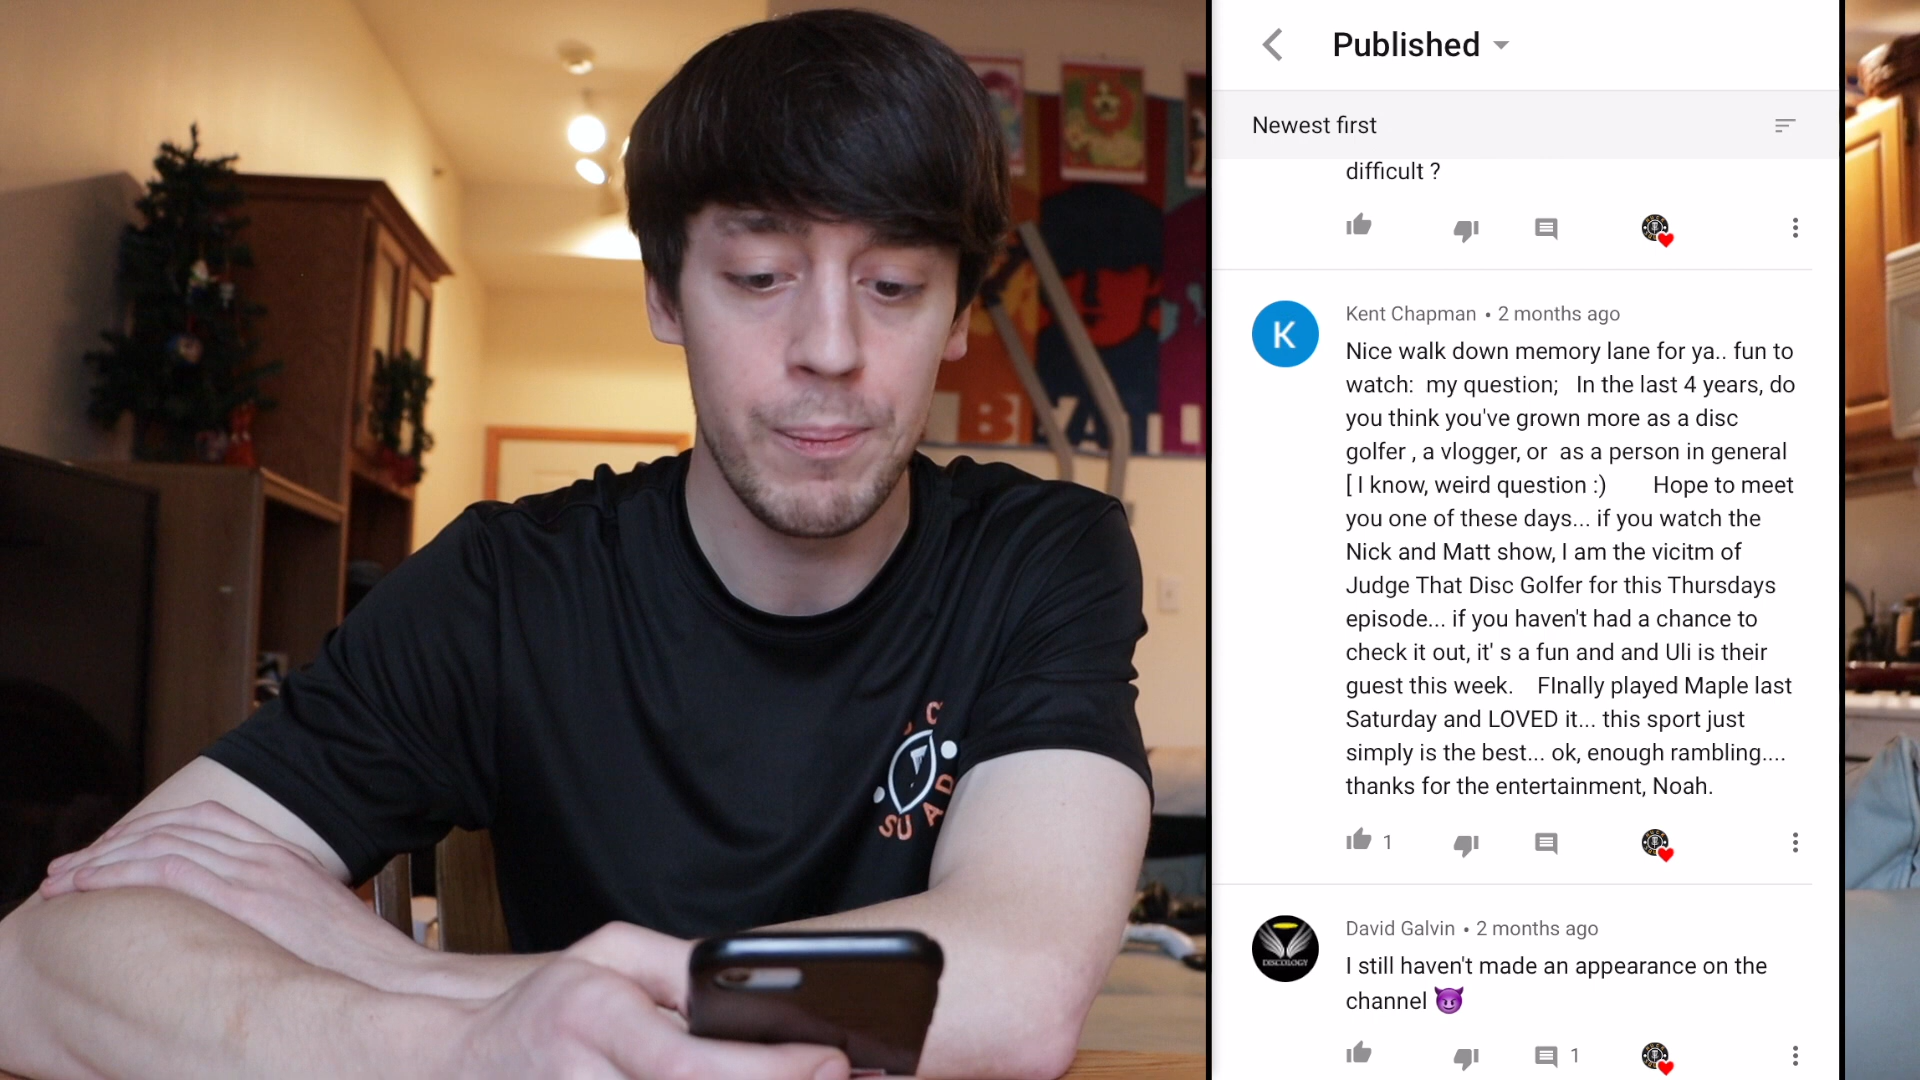 Published
Newest first
difficult ?
Kent Chapman • 2 months ago
Nice walk down memory lane for ya.. fun to
watch:  my question;   In the last 4 years, do
you think you've grown more as a disc
golfer , a vlogger, or  as a person in general
[ I know, weird question :)       Hope to meet
you one of these days... if you watch the
Nick and Matt show, I am the vicitm of
Judge That Disc Golfer for this Thursdays
episode... if you haven't had a chance to
check it out, it' s a fun and and Uli is their
guest this week.    FInally played Maple last
Saturday and LOVED it... this sport just
simply is the best... ok, enough rambling....
thanks for the entertainment, Noah.
1
David Galvin • 2 months ago
I still haven't made an appearance on the
channel 😈
1
K
DISCOLOGY
SQUAD